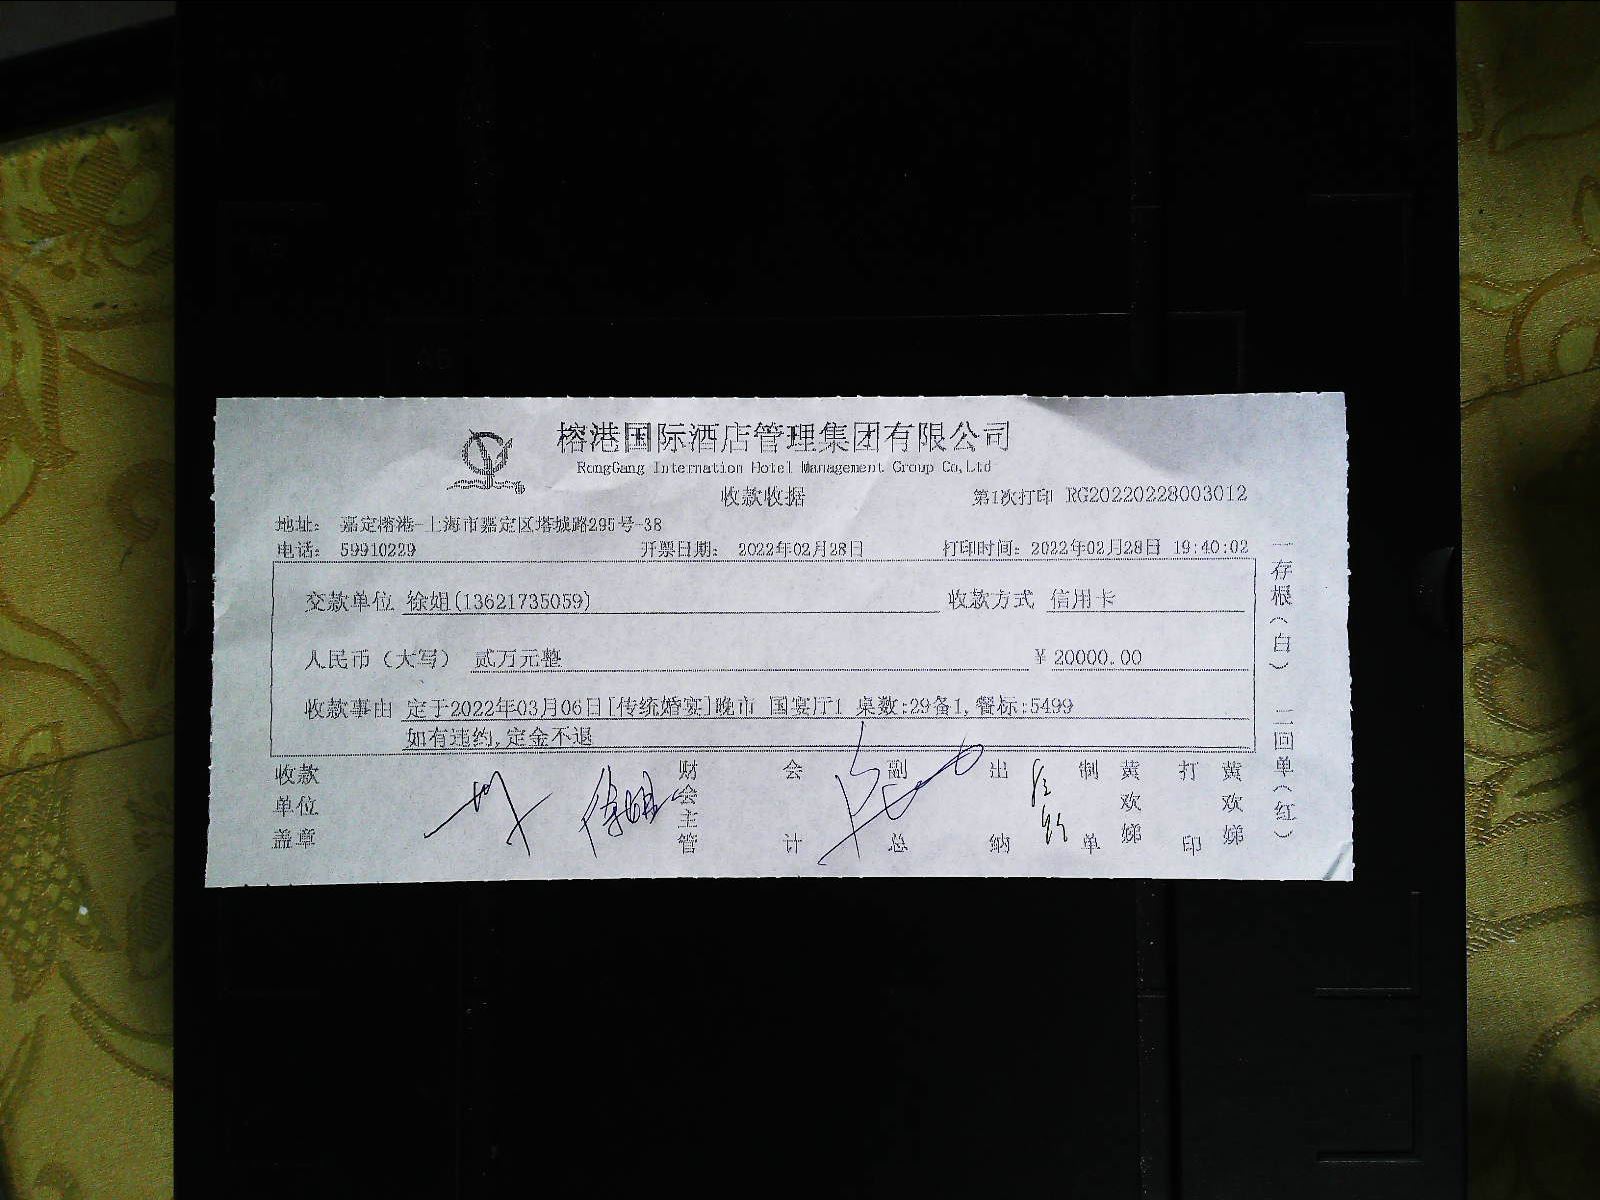 榕港国际酒店管理集团有限公司
RongGang Internation Hotel Management Group Co,Ltd
收款收据
第1次打印 RG20220228003012
地址: 嘉定榕港-上海市嘉定区塔城路295号-38
电话: 59910229 开票日期: 2022年02月28日 打印时间: 2022年02月28日 19:40:02
交款单位 徐姐(13621735059) 收款方式 信用卡
人民币（大写） 贰万元整 ¥ 20000.00
收款事由 定于2022年03月06日[传统婚宴]晚市 国宴厅1 桌数:29备1,餐标:5499
如有违约,定金不退
收款单位盖章 财会主管 会计 副总 出纳 制单 黄欢娣 打印 黄欢娣
一存根（白） 二回单（红）